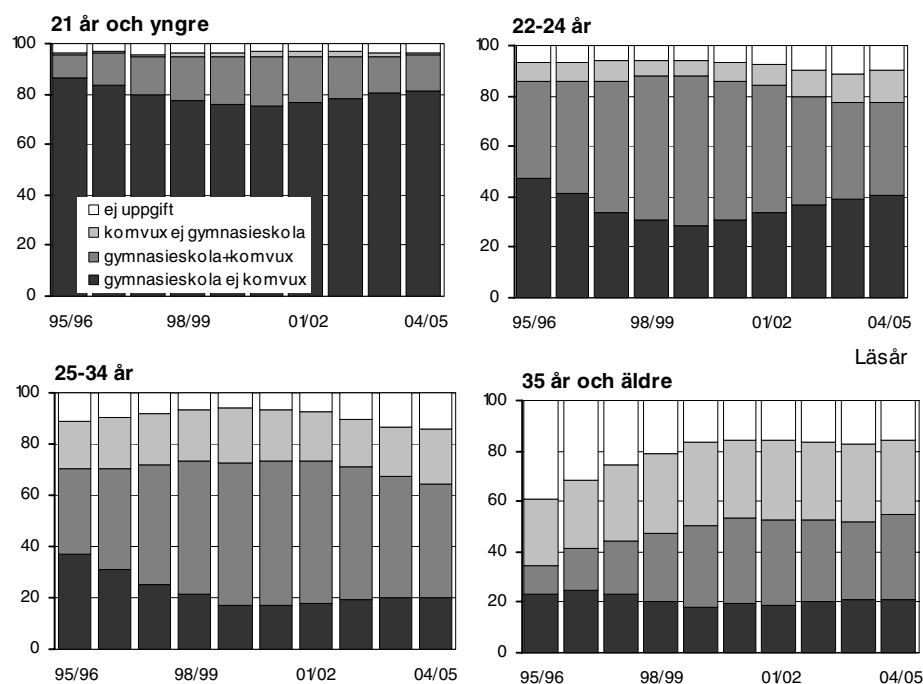 21 år och yngre
100
80
60
40
20
0
ej uppgift
komvux ej gymnasieskola
gymnasieskola+komvux
gymnasieskola ej komvux
95/96 98/99 01/02 04/05
22-24 år
100
80
60
40
20
0
95/96 98/99 01/02 04/05
Läsår
25-34 år
100
80
60
40
20
0
95/96 98/99 01/02 04/05
35 år och äldre
100
80
60
40
20
0
95/96 98/99 01/02 04/05